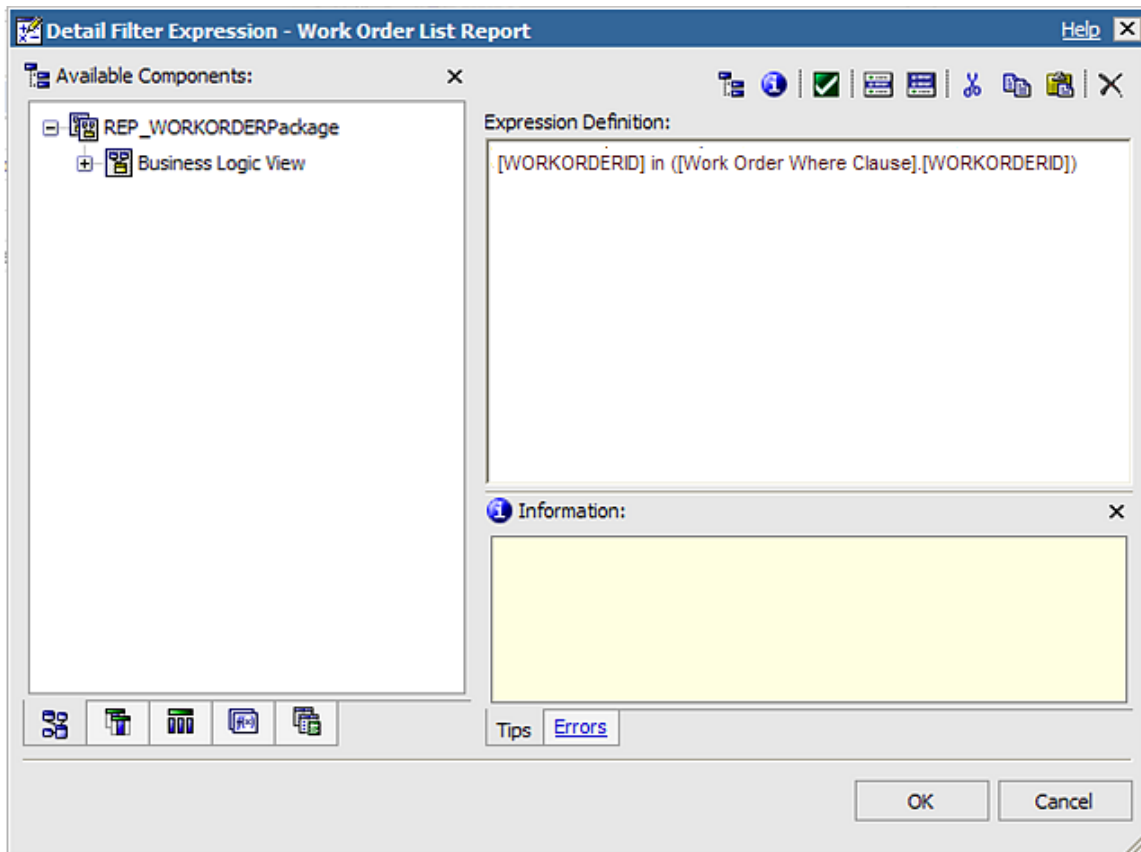 Detail Filter Expression - Work Order List Report
Help
Available Components:
REP_WORKORDERPackage
Business Logic View
Expression Definition:
[WORKORDERID] in ([Work Order Where Clause].[WORKORDERID])
Information:
Tips
Errors
OK
Cancel